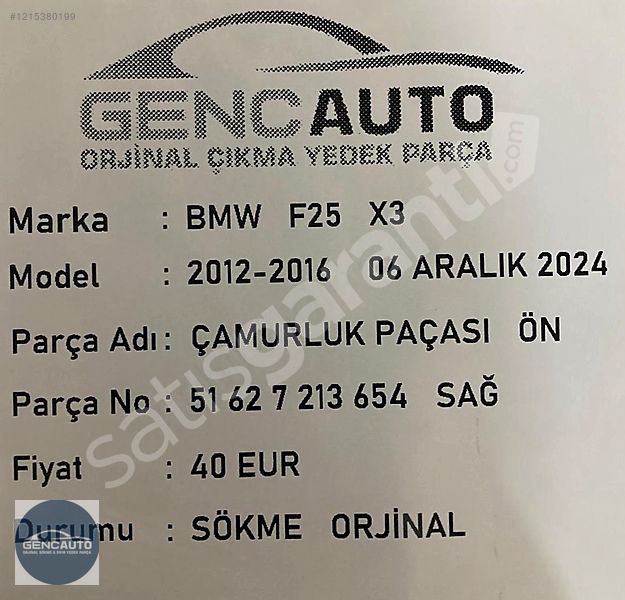 #1215380199
GENCAUTO
ORJİNAL ÇIKMA YEDEK PARÇA
Marka : BMW F25 X3
Model : 2012-2016 06 ARALIK 2024
Parça Adı : ÇAMURLUK PAÇASI ÖN
Parça No : 51 62 7 213 654 SAĞ
Fiyat : 40 EUR
Durumu : SÖKME ORJİNAL
GENCAUTO
satisgaranti.com